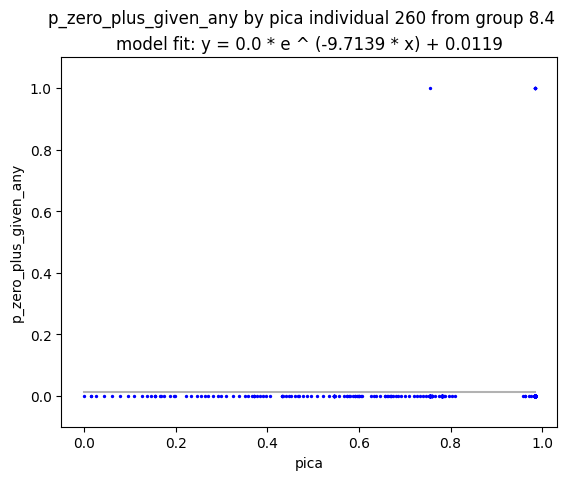 p_zero_plus_given_any by pica individual 260 from group 8.4
model fit: y = 0.0 * e ^ (-9.7139 * x) + 0.0119
1.0
0.8
0.6
0.4
0.2
0.0
p_zero_plus_given_any
0.0 0.2 0.4 0.6 0.8 1.0
pica